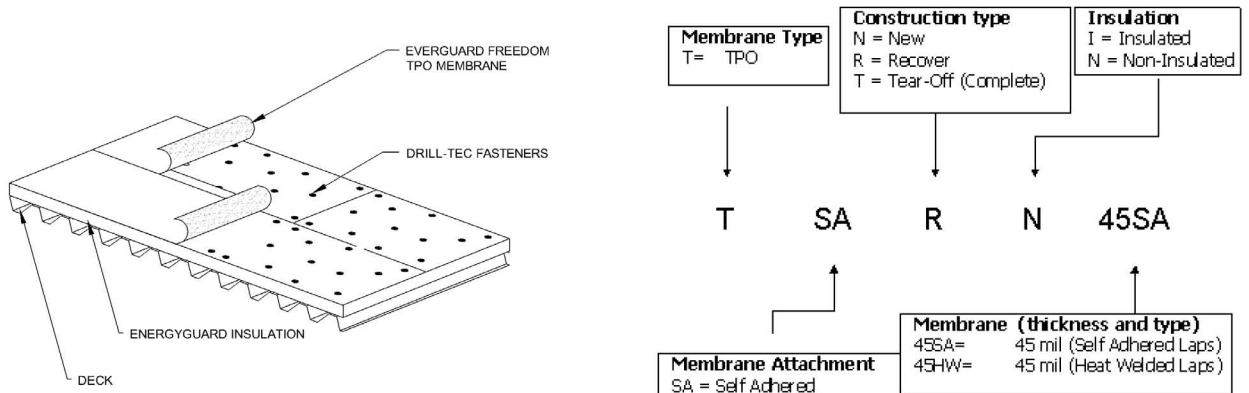 EVERGUARD FREEDOM
TPO MEMBRANE
DRILL-TEC FASTENERS
ENERGYGUARD INSULATION
DECK
Membrane Type
T= TPO
Construction type
N = New
R = Recover
T = Tear-Off (Complete)
Insulation
I = Insulated
N = Non-Insulated
T SA R N 45SA
Membrane Attachment
SA = Self Adhered
Membrane (thickness and type)
45SA= 45 mil (Self Adhered Laps)
45HW= 45 mil (Heat Welded Laps)